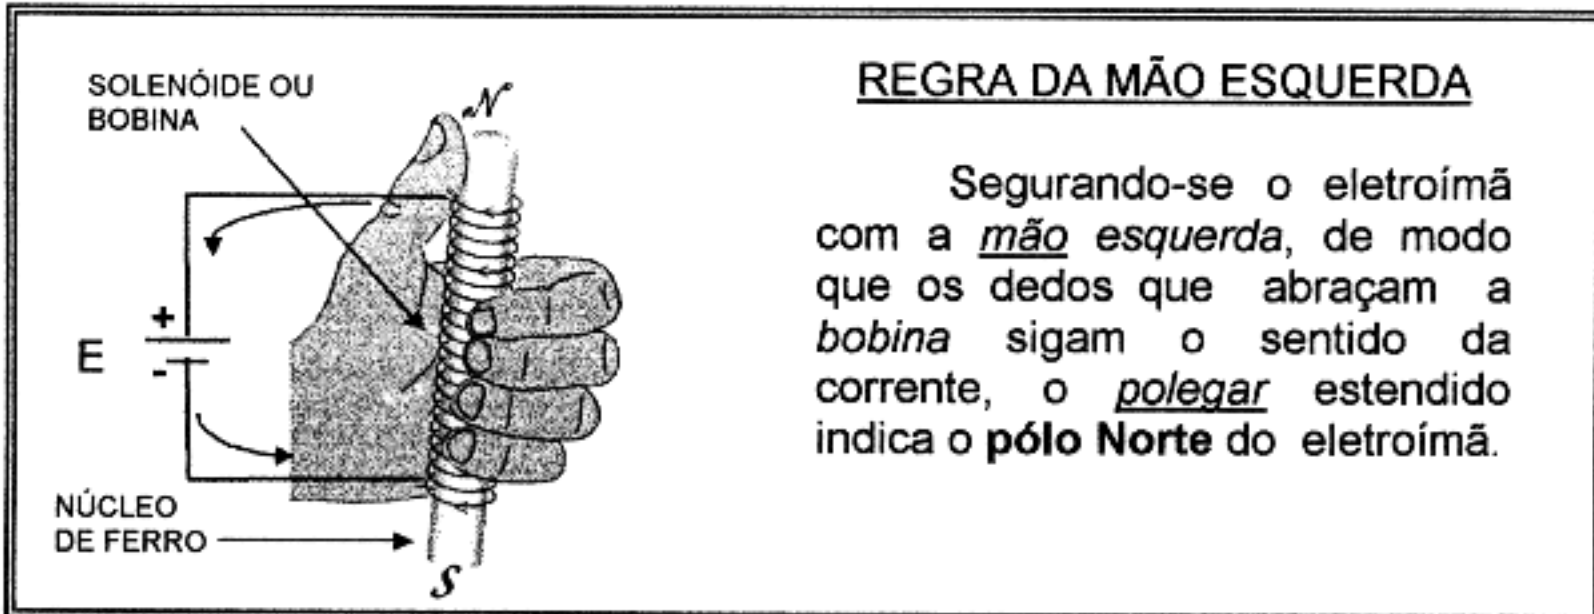 SOLENÓIDE OU
BOBINA
N
+
E
-
NÚCLEO
DE FERRO
S
REGRA DA MÃO ESQUERDA
Segurando-se o eletroímã
com a mão esquerda, de modo
que os dedos que abraçam a
bobina sigam o sentido da
corrente, o polegar estendido
indica o pólo Norte do eletroímã.